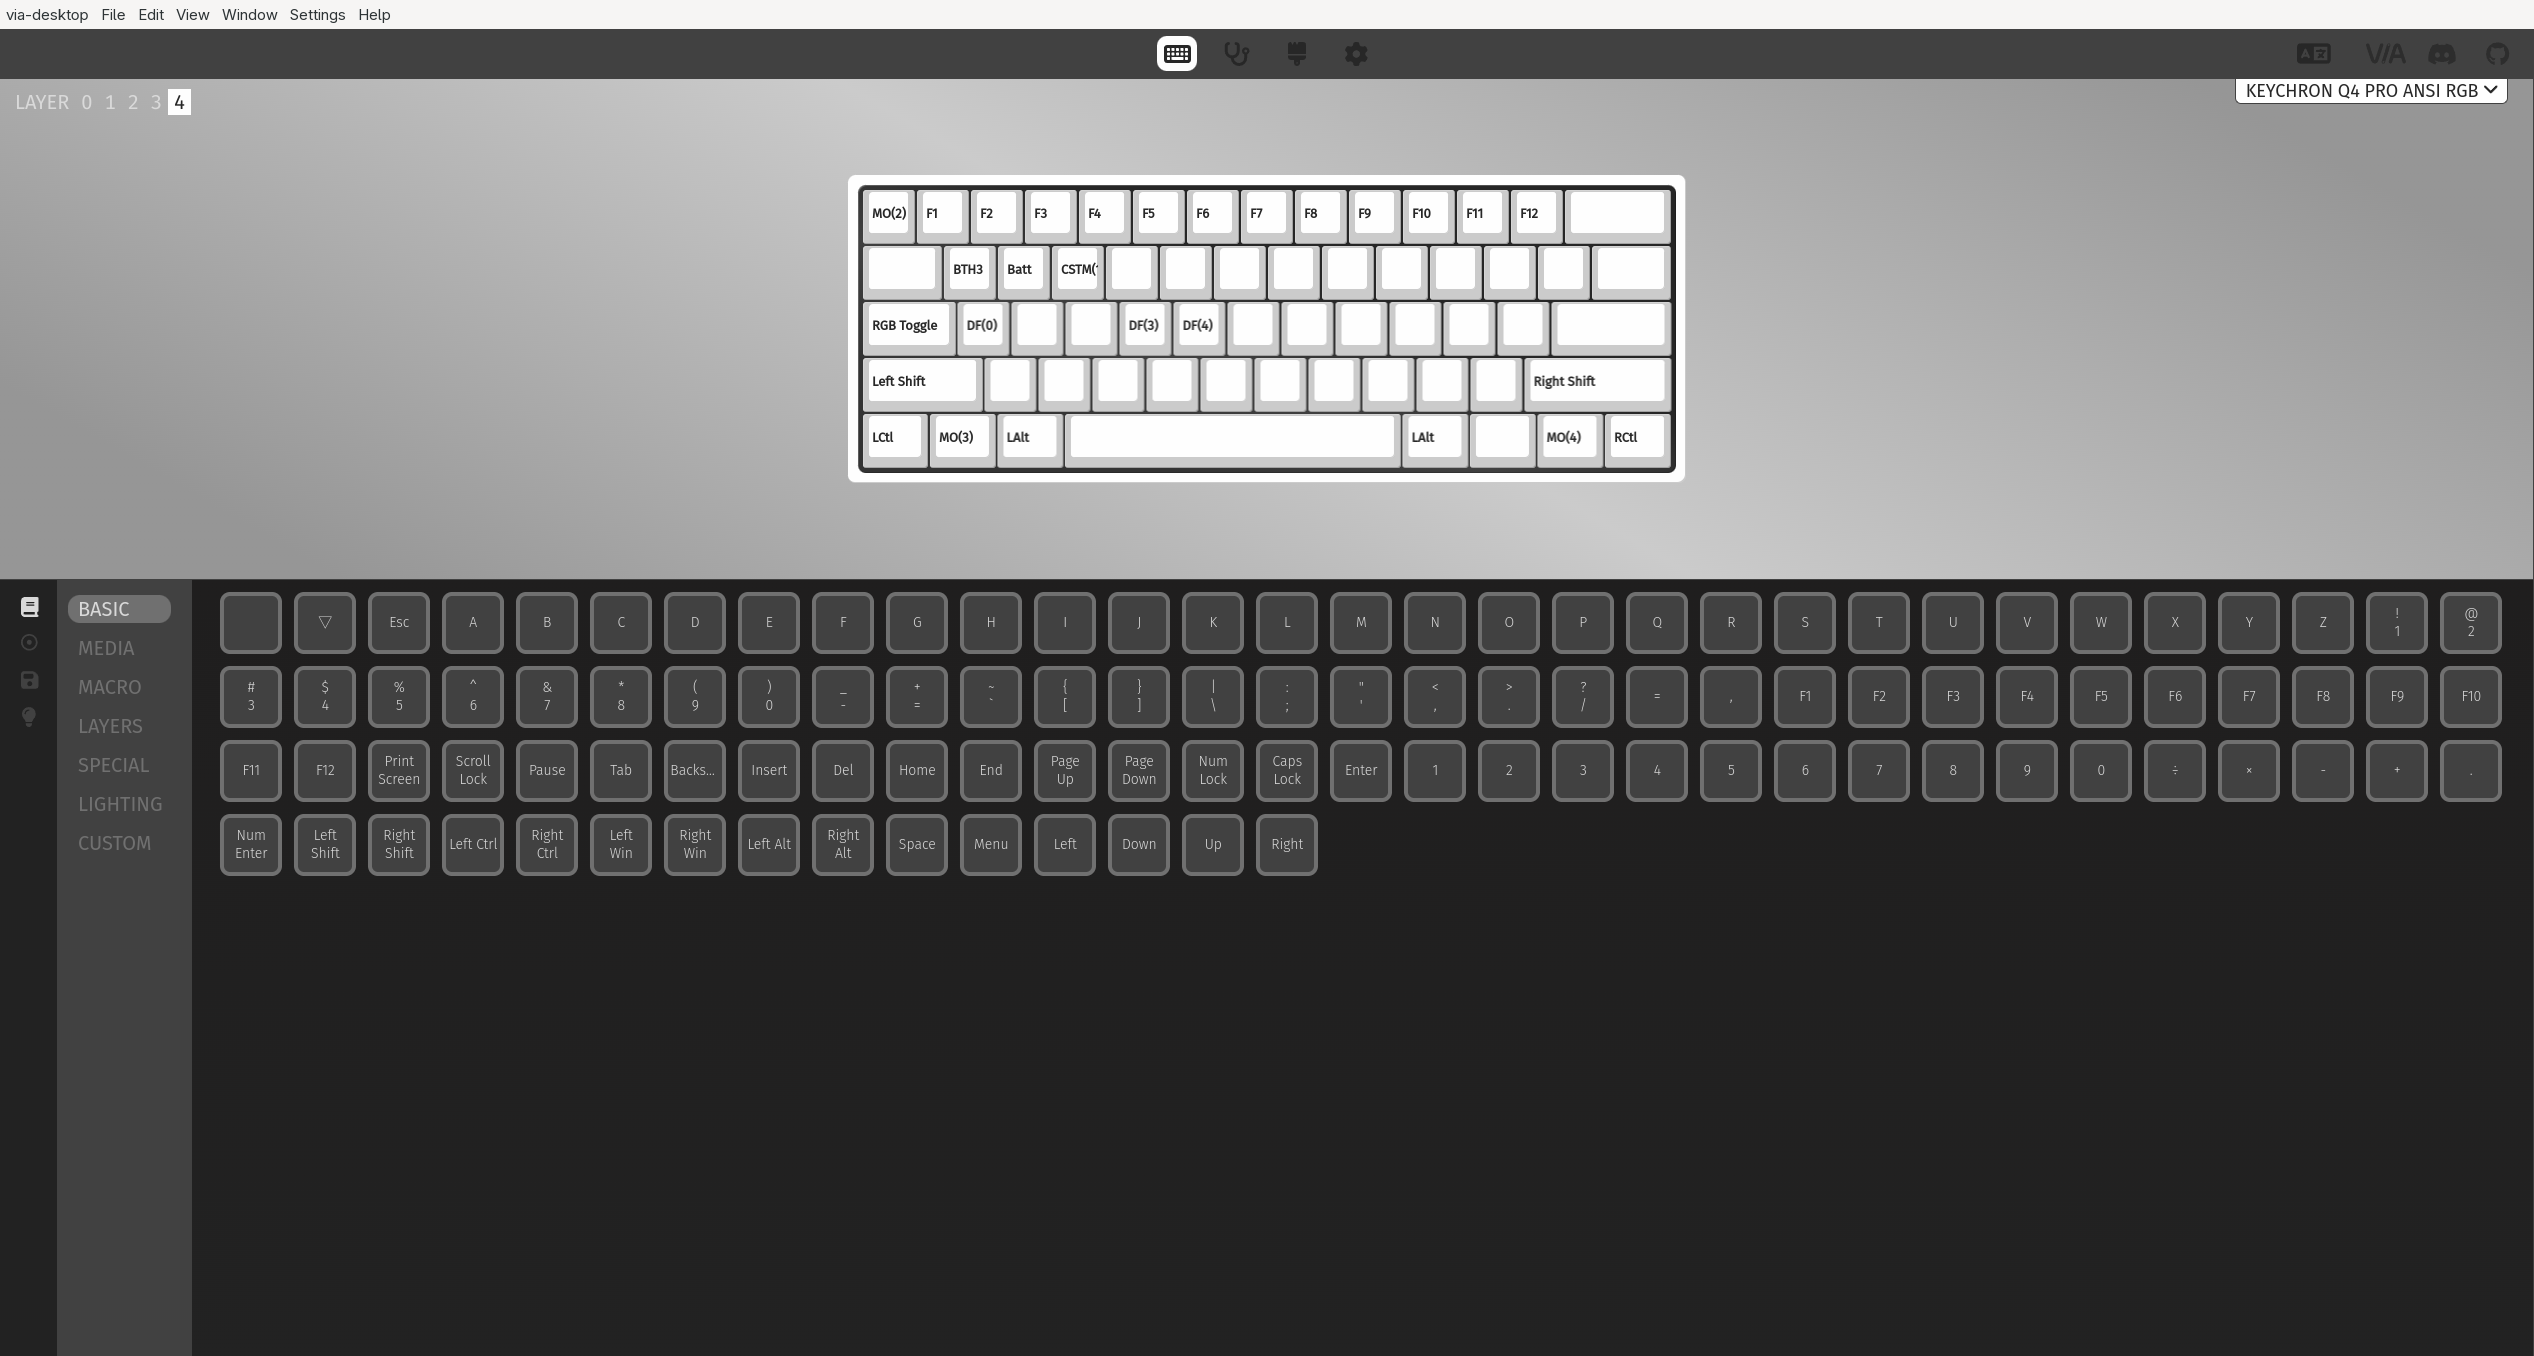 via-desktop File Edit View Window Settings Help
A文 VIA
LAYER 0 1 2 3 4
KEYCHRON Q4 PRO ANSI RGB
MO(2) F1 F2 F3 F4 F5 F6 F7 F8 F9 F10 F11 F12
BTH3 Batt CSTM(
RGB Toggle DF(0) DF(3) DF(4)
Left Shift Right Shift
LCtl MO(3) LAlt LAlt MO(4) RCtl
BASIC
MEDIA
MACRO
LAYERS
SPECIAL
LIGHTING
CUSTOM
▽ Esc A B C D E F G H I J K L M N O P Q R S T U V W X Y Z ! @
1 2
# $ % ^ & * ( ) _ + ~ { } | : " < > ?
3 4 5 6 7 8 9 0 - = ` [ ] \ ; ' , . / = , F1 F2 F3 F4 F5 F6 F7 F8 F9 F10
F11 F12 Print Scroll Pause Tab Backs... Insert Del Home End Page Page Num Caps Enter 1 2 3 4 5 6 7 8 9 0 ÷ × - + .
Screen Lock Up Down Lock Lock
Num Left Right Left Ctrl Right Left Right Left Alt Right Space Menu Left Down Up Right
Enter Shift Shift Ctrl Win Win Alt